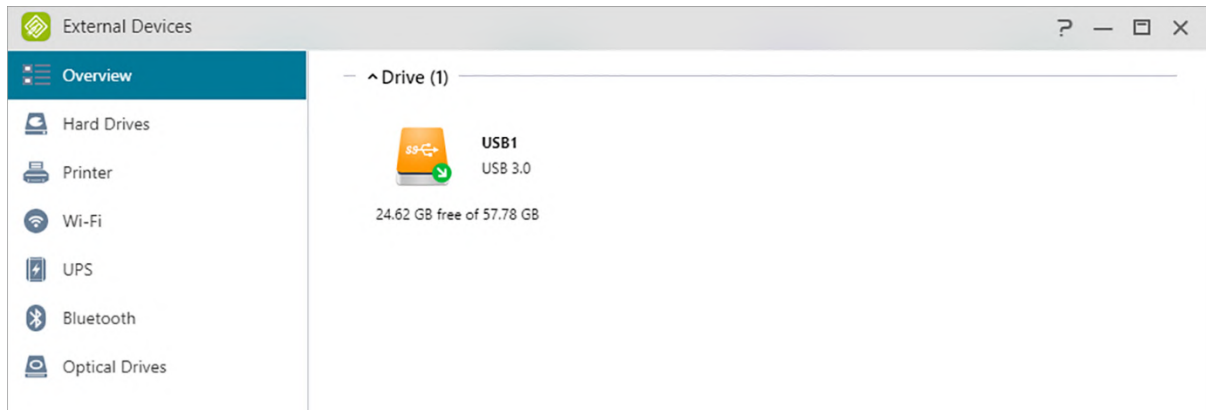 External Devices
Overview
Hard Drives
Printer
Wi-Fi
UPS
Bluetooth
Optical Drives
Drive (1)
USB1
USB 3.0
24.62 GB free of 57.78 GB